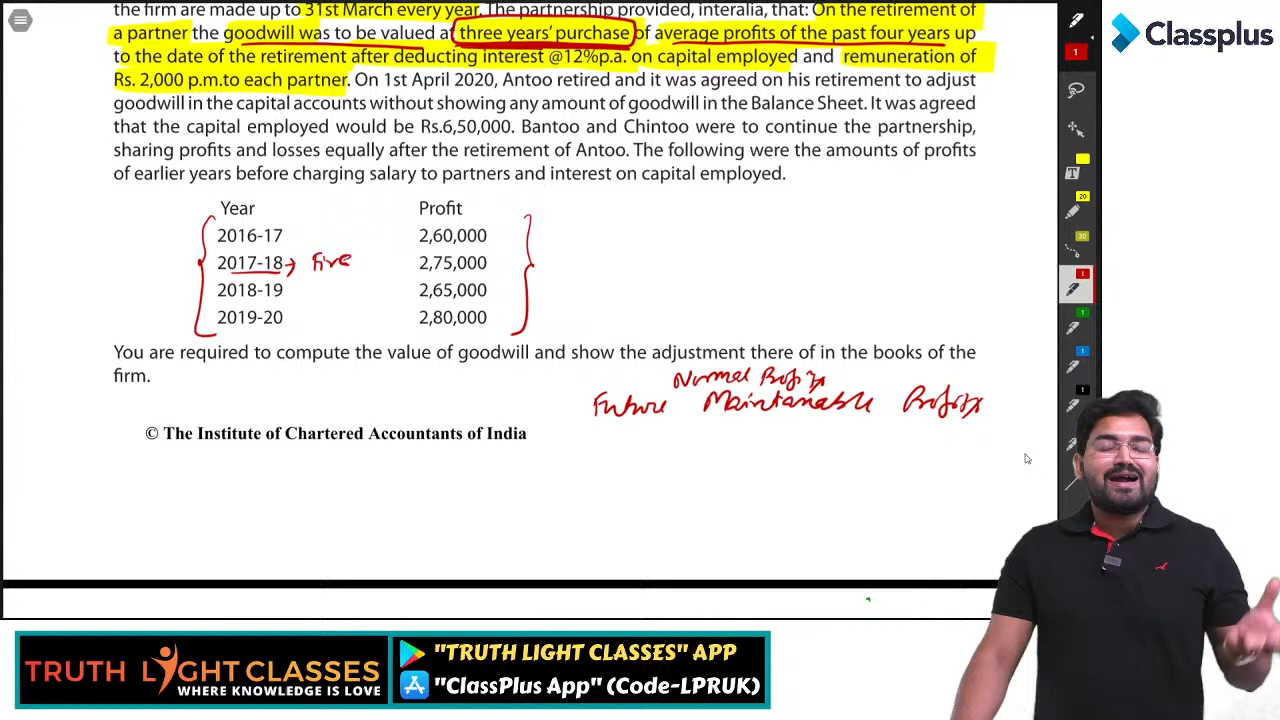 the firm are made up to 31st March every year. The partnership provided, interalia, that: On the retirement of
a partner the goodwill was to be valued at three years' purchase of average profits of the past four years up
to the date of the retirement after deducting interest @12%p.a. on capital employed and remuneration of
Rs. 2,000 p.m.to each partner. On 1st April 2020, Antoo retired and it was agreed on his retirement to adjust
goodwill in the capital accounts without showing any amount of goodwill in the Balance Sheet. It was agreed
that the capital employed would be Rs.6,50,000. Bantoo and Chintoo were to continue the partnership,
sharing profits and losses equally after the retirement of Antoo. The following were the amounts of profits
of earlier years before charging salary to partners and interest on capital employed.
Year Profit
2016-17 2,60,000
2017-18 Fire 2,75,000
2018-19 2,65,000
2019-20 2,80,000
You are required to compute the value of goodwill and show the adjustment there of in the books of the
firm.
Normal Profits
Future Maintanable Profits
© The Institute of Chartered Accountants of India
Classplus
1
T
20
20
1
1
1
1
TRUTH LIGHT CLASSES
WHERE KNOWLEDGE IS LOVE
"TRUTH LIGHT CLASSES" APP
"ClassPlus App" (Code-LPRUK)